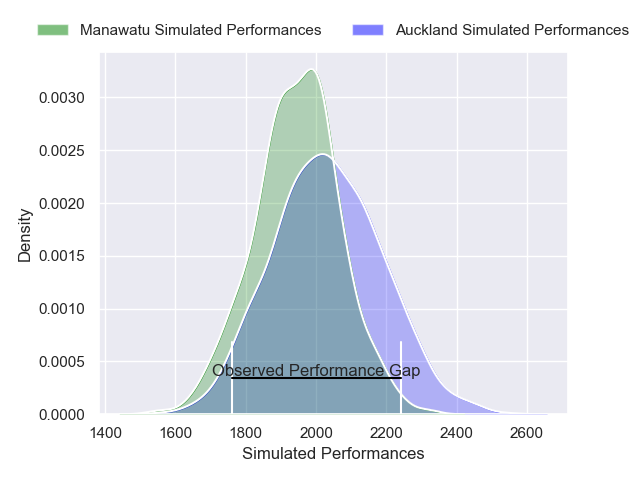 Manawatu Simulated Performances
Auckland Simulated Performances
Density
0.0030
0.0025
0.0020
0.0015
0.0010
0.0005
0.0000
Observed Performance Gap
1400 1600 1800 2000 2200 2400 2600
Simulated Performances